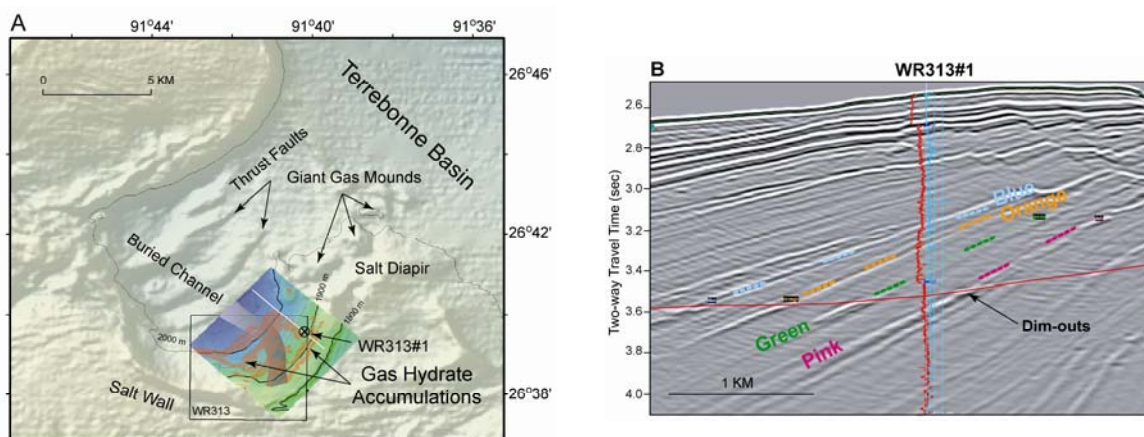 A
91°44'
91°40'
91°36'
26°46'
26°42'
26°38'
0
5 KM
Terrebonne Basin
Thrust Faults
Giant Gas Mounds
Buried Channel
Salt Diapir
1900 m
1800 m
2000 m
WR313#1
Gas Hydrate
Accumulations
Salt Wall
WR313
B
WR313#1
Two-way Travel Time (sec)
2.6
2.8
3.0
3.2
3.4
3.6
3.8
4.0
Blue
Orange
Green
Pink
Dim-outs
1 KM